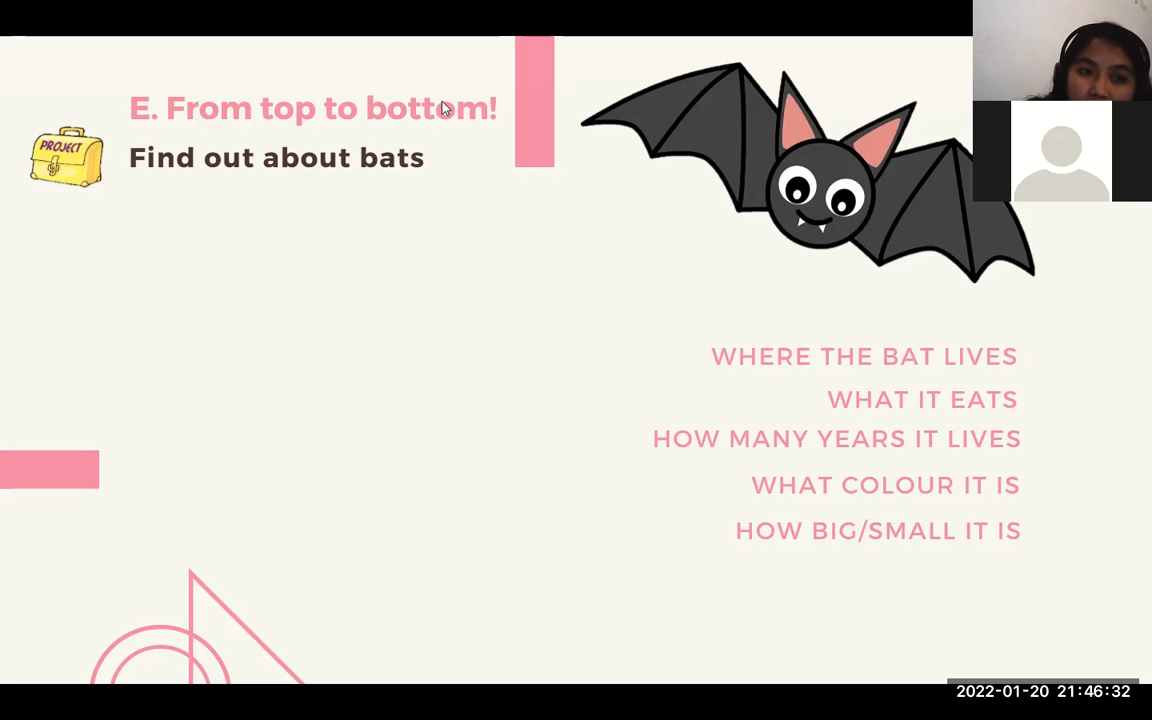 E. From top to bottom!
PROJECT
Find out about bats
WHERE THE BAT LIVES
WHAT IT EATS
HOW MANY YEARS IT LIVES
WHAT COLOUR IT IS
HOW BIG/SMALL IT IS
2022-01-20 21:46:32